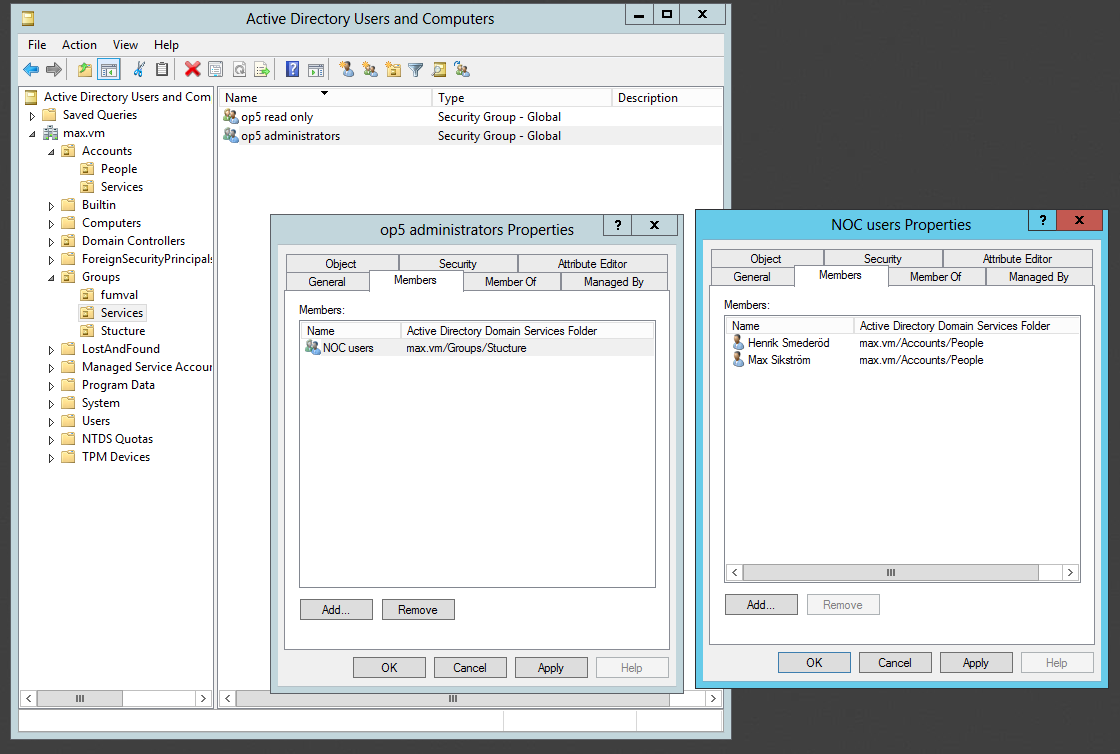 Active Directory Users and Computers
File Action View Help
Active Directory Users and Com
Saved Queries
max.vm
Accounts
People
Services
Builtin
Computers
Domain Controllers
ForeignSecurityPrincipals
Groups
fumval
Services
Stucture
LostAndFound
Managed Service Accoun
Program Data
System
Users
NTDS Quotas
TPM Devices
Name Type Description
op5 read only Security Group - Global
op5 administrators Security Group - Global
op5 administrators Properties
Object Security Attribute Editor
General Members Member Of Managed By
Members:
Name Active Directory Domain Services Folder
NOC users max.vm/Groups/Stucture
Add... Remove
OK Cancel Apply Help
NOC users Properties
Object Security Attribute Editor
General Members Member Of Managed By
Members:
Name Active Directory Domain Services Folder
Henrik Smederöd max.vm/Accounts/People
Max Sikström max.vm/Accounts/People
Add... Remove
OK Cancel Apply Help